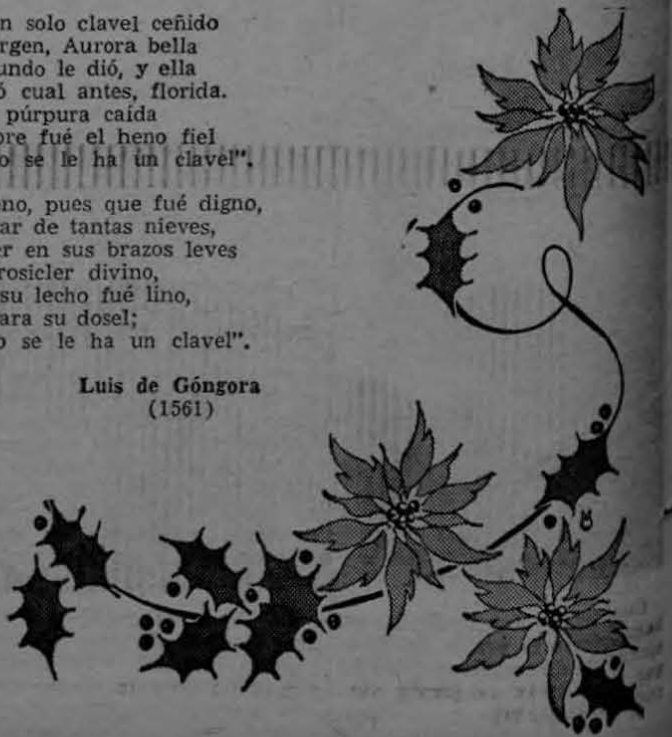 n solo clavel ceñido
rgen, Aurora bella
undo le dió, y ella
ó cual antes, florida.
púrpura caída
pre fué el heno fiel
o se le ha un clavel".
no, pues que fué digno,
ar de tantas nieves,
er en sus brazos leves
rosicler divino,
su lecho fué lino,
ara su dosel;
o se le ha un clavel".
Luis de Góngora
(1561)